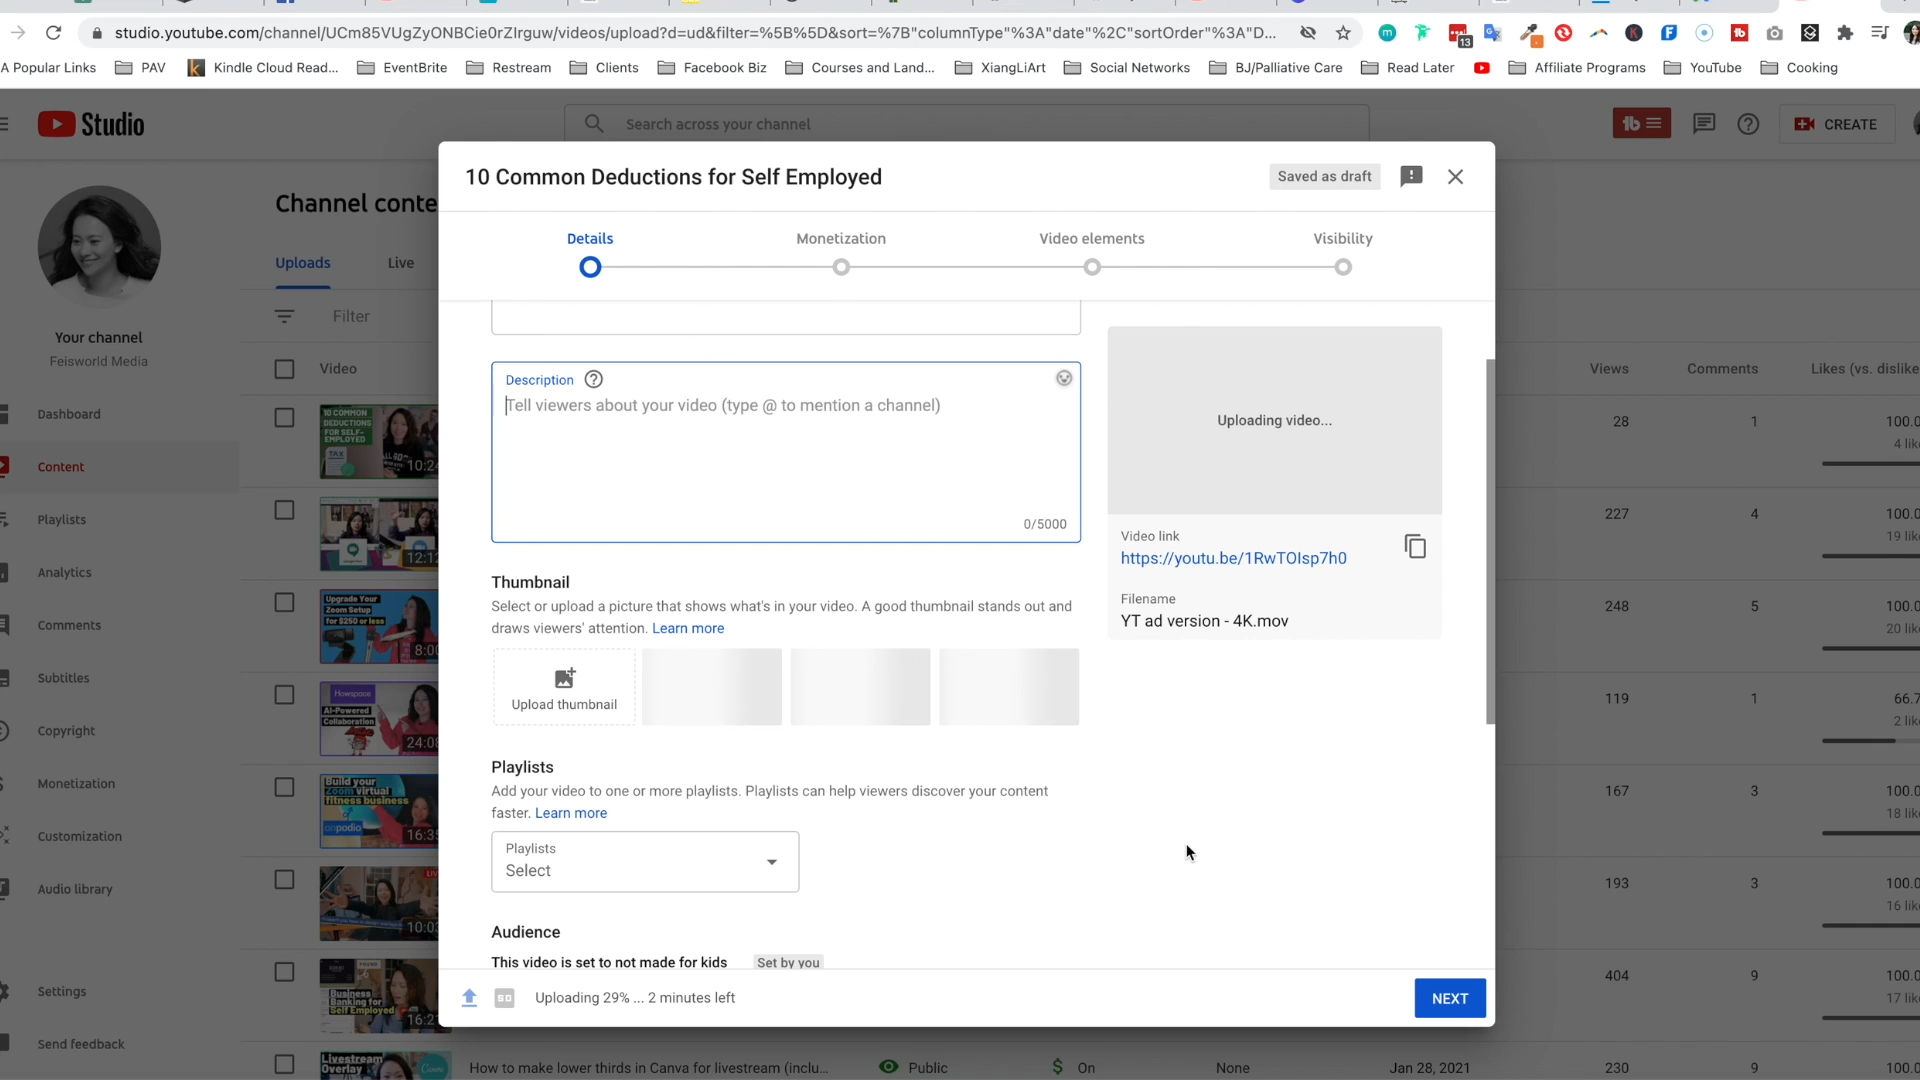 studio.youtube.com/channel/UCm85VUgZyONBCie0rZIrguw/videos/upload?d=ud&filter=%5B%5D&sort=%7B"columnType"%3A"date"%2C"sortOrder"%3A"D...
13
A Popular Links
PAV
Kindle Cloud Read...
EventBrite
Restream
Clients
Facebook Biz
Courses and Land...
XiangLiArt
Social Networks
BJ/Palliative Care
Read Later
Affiliate Programs
YouTube
Cooking
Studio
Search across your channel
CREATE
10 Common Deductions for Self Employed
Saved as draft
Channel conte
Details
Monetization
Video elements
Visibility
Uploads
Live
Filter
Your channel
Feisworld Media
Video
Views
Comments
Likes (vs. dislike
Description
Tell viewers about your video (type @ to mention a channel)
0/5000
Uploading video...
Video link
https://youtu.be/1RwTOIsp7h0
Filename
YT ad version - 4K.mov
Thumbnail
Select or upload a picture that shows what's in your video. A good thumbnail stands out and
draws viewers' attention. Learn more
Upload thumbnail
Playlists
Add your video to one or more playlists. Playlists can help viewers discover your content
faster. Learn more
Playlists
Select
Audience
This video is set to not made for kids
Set by you
Uploading 29% ... 2 minutes left
NEXT
Dashboard
Content
Playlists
Analytics
Comments
Subtitles
Copyright
Monetization
Customization
Audio library
Settings
Send feedback
10 COMMON
DEDUCTIONS
FOR SELF-
EMPLOYED
TAX
10:24
12:12
Upgrade Your
Zoom Setup
for $250 or less
8:00
Howspace
AI-Powered
Collaboration
24:08
Build your
Zoom virtual
fitness business
onpodio
16:35
LIV
10:03
Business
Banking for
Self Employed
16:2
Livestream
Overlay
Canva
28
1
100.0
4 lik
227
4
100.0
19 lik
248
5
100.0
20 lik
119
1
66.7
2 lik
167
3
100.0
18 lik
193
3
100.0
16 lik
404
9
100.0
17 lik
How to make lower thirds in Canva for livestream (inclu...
Public
On
None
Jan 28, 2021
230
9
100.0